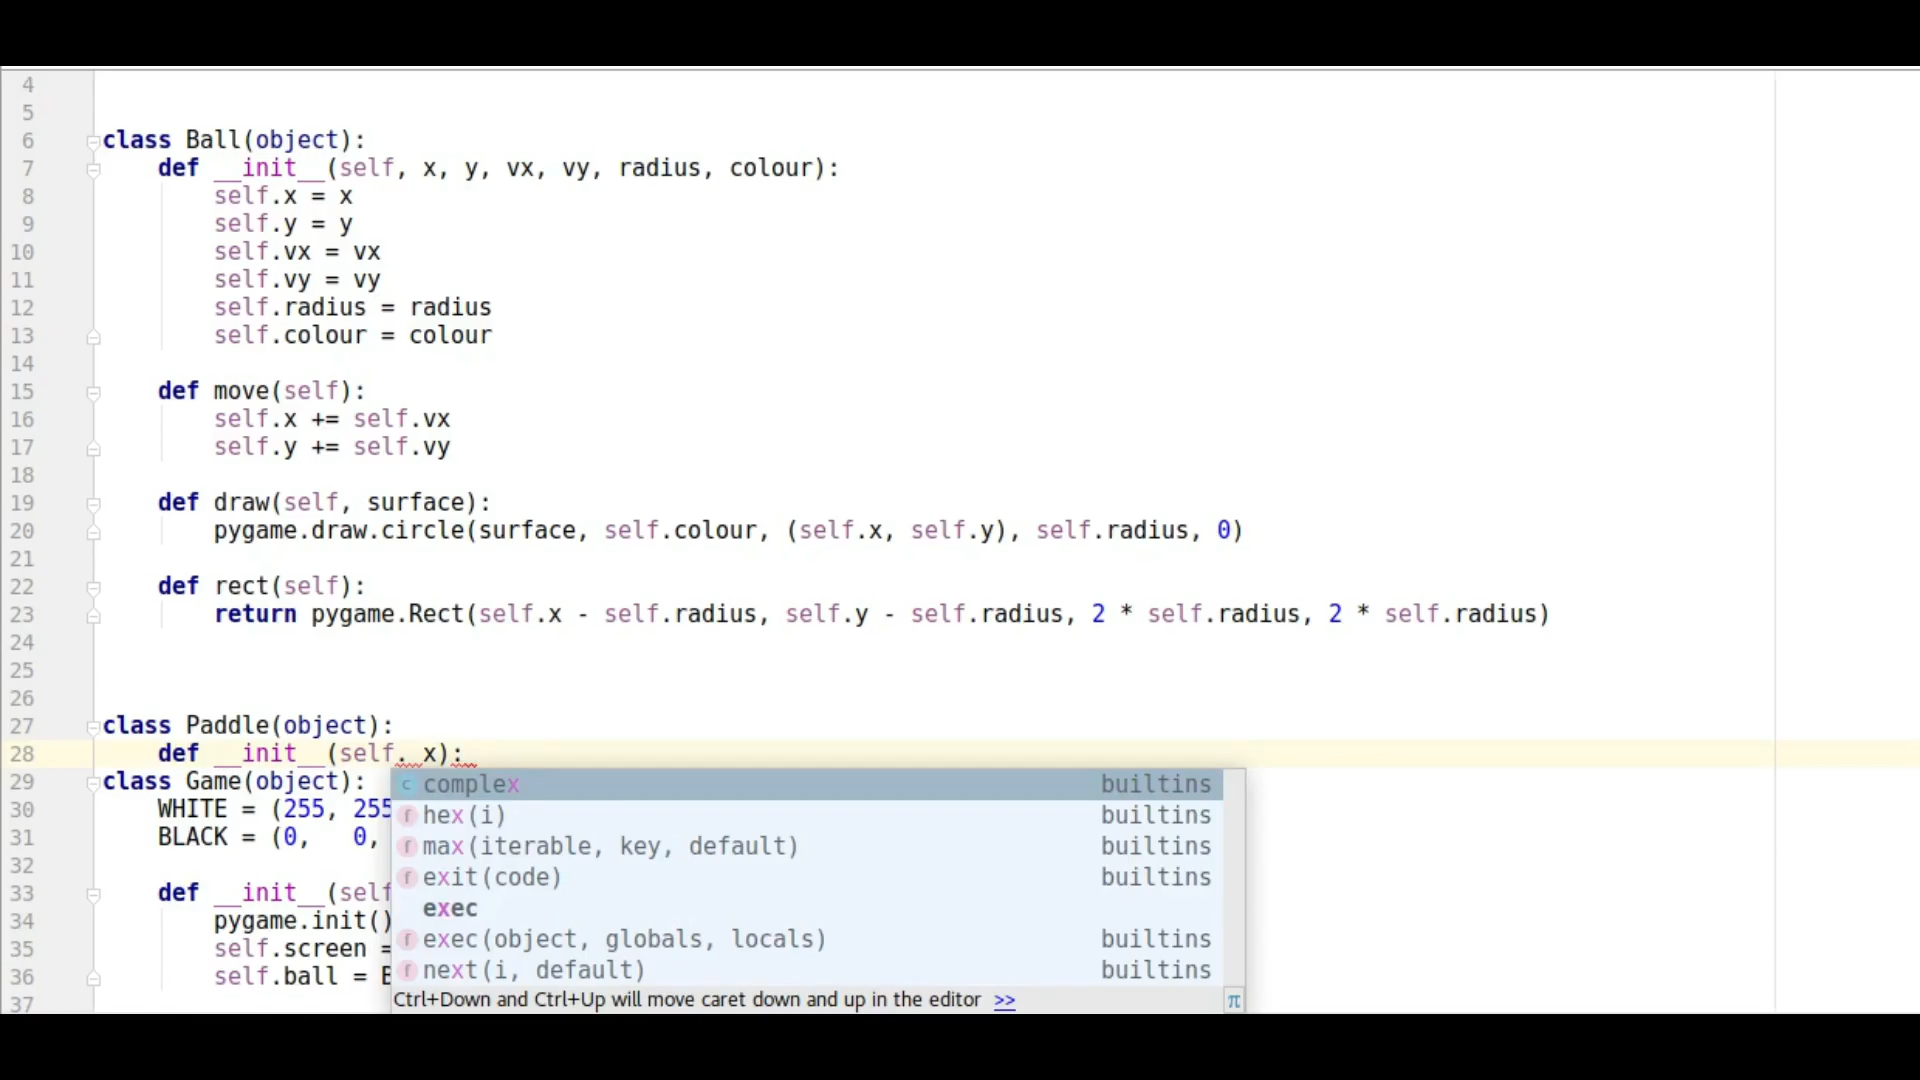 4
5
6 class Ball(object):
7     def __init__(self, x, y, vx, vy, radius, colour):
8         self.x = x
9         self.y = y
10         self.vx = vx
11         self.vy = vy
12         self.radius = radius
13         self.colour = colour
14
15     def move(self):
16         self.x += self.vx
17         self.y += self.vy
18
19     def draw(self, surface):
20         pygame.draw.circle(surface, self.colour, (self.x, self.y), self.radius, 0)
21
22     def rect(self):
23         return pygame.Rect(self.x - self.radius, self.y - self.radius, 2 * self.radius, 2 * self.radius)
24
25
26
27 class Paddle(object):
28     def __init__(self. x):
29 class Game(object):
30     WHITE = (255, 255
31     BLACK = (0,   0,
32
33     def __init__(self
34         pygame.init()
35         self.screen =
36         self.ball = B
37
complex builtins
hex(i) builtins
max(iterable, key, default) builtins
exit(code) builtins
exec
exec(object, globals, locals) builtins
next(i, default) builtins
Ctrl+Down and Ctrl+Up will move caret down and up in the editor >> π